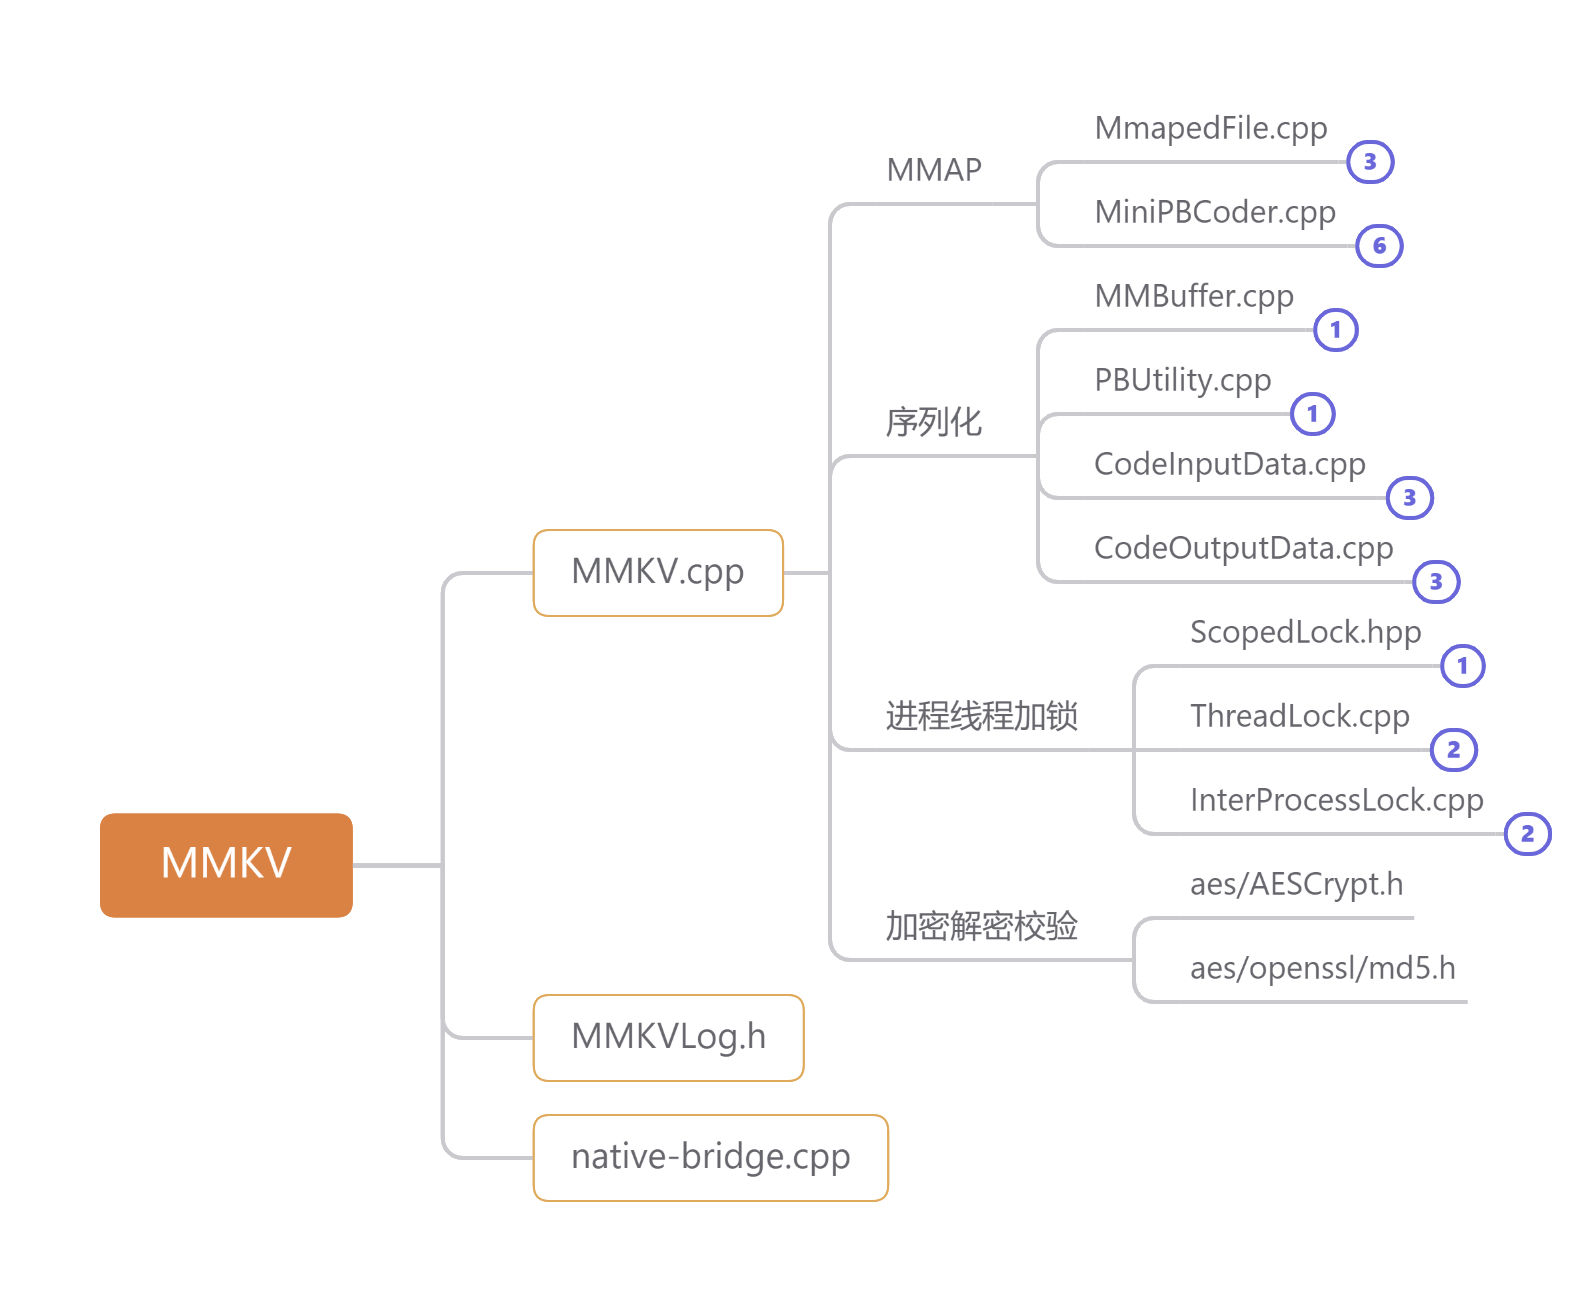 MmapedFile.cpp
3
MMAP
MiniPBCoder.cpp
6
MMBuffer.cpp
1
PBUtility.cpp
1
序列化
CodeInputData.cpp
3
CodeOutputData.cpp
3
MMKV.cpp
ScopedLock.hpp
1
进程线程加锁
ThreadLock.cpp
2
InterProcessLock.cpp
2
MMKV
aes/AESCrypt.h
加密解密校验
aes/openssl/md5.h
MMKVLog.h
native-bridge.cpp